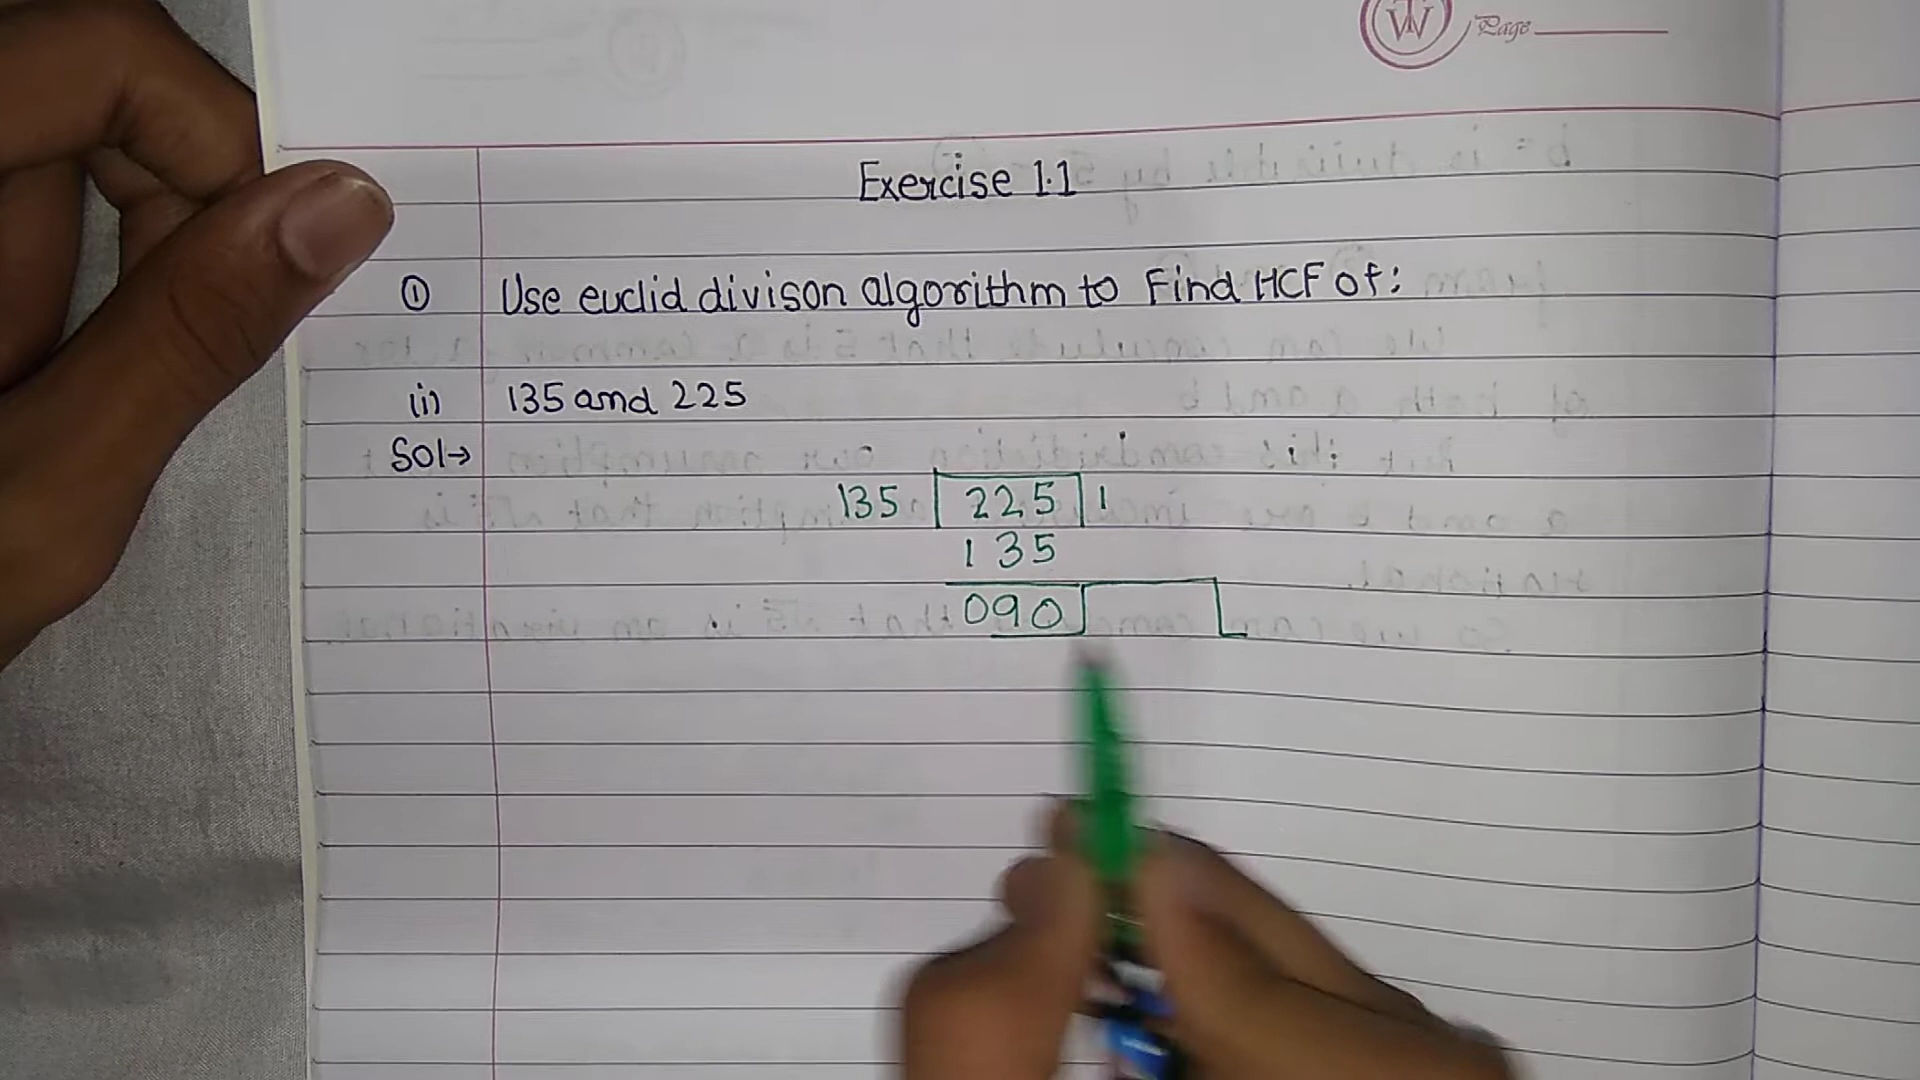 Page
Exercise 1.1
① Use euclid divison algorithm to Find HCF of:
(i) 135 and 225
Sol→
135 225 1
135
090